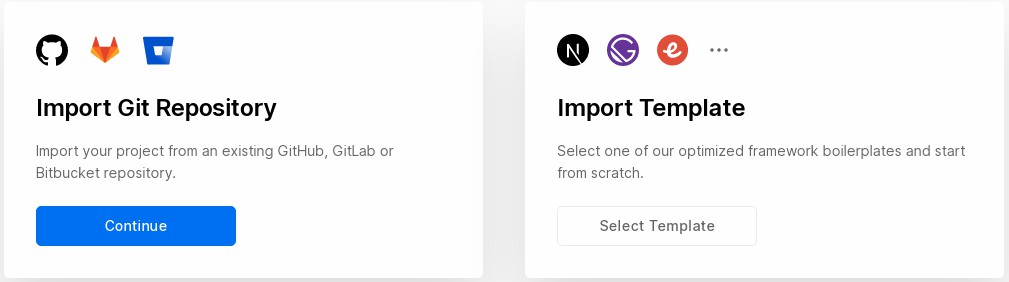 Import Git Repository
Import your project from an existing GitHub, GitLab or
Bitbucket repository.
Continue
Import Template
Select one of our optimized framework boilerplates and start
from scratch.
Select Template